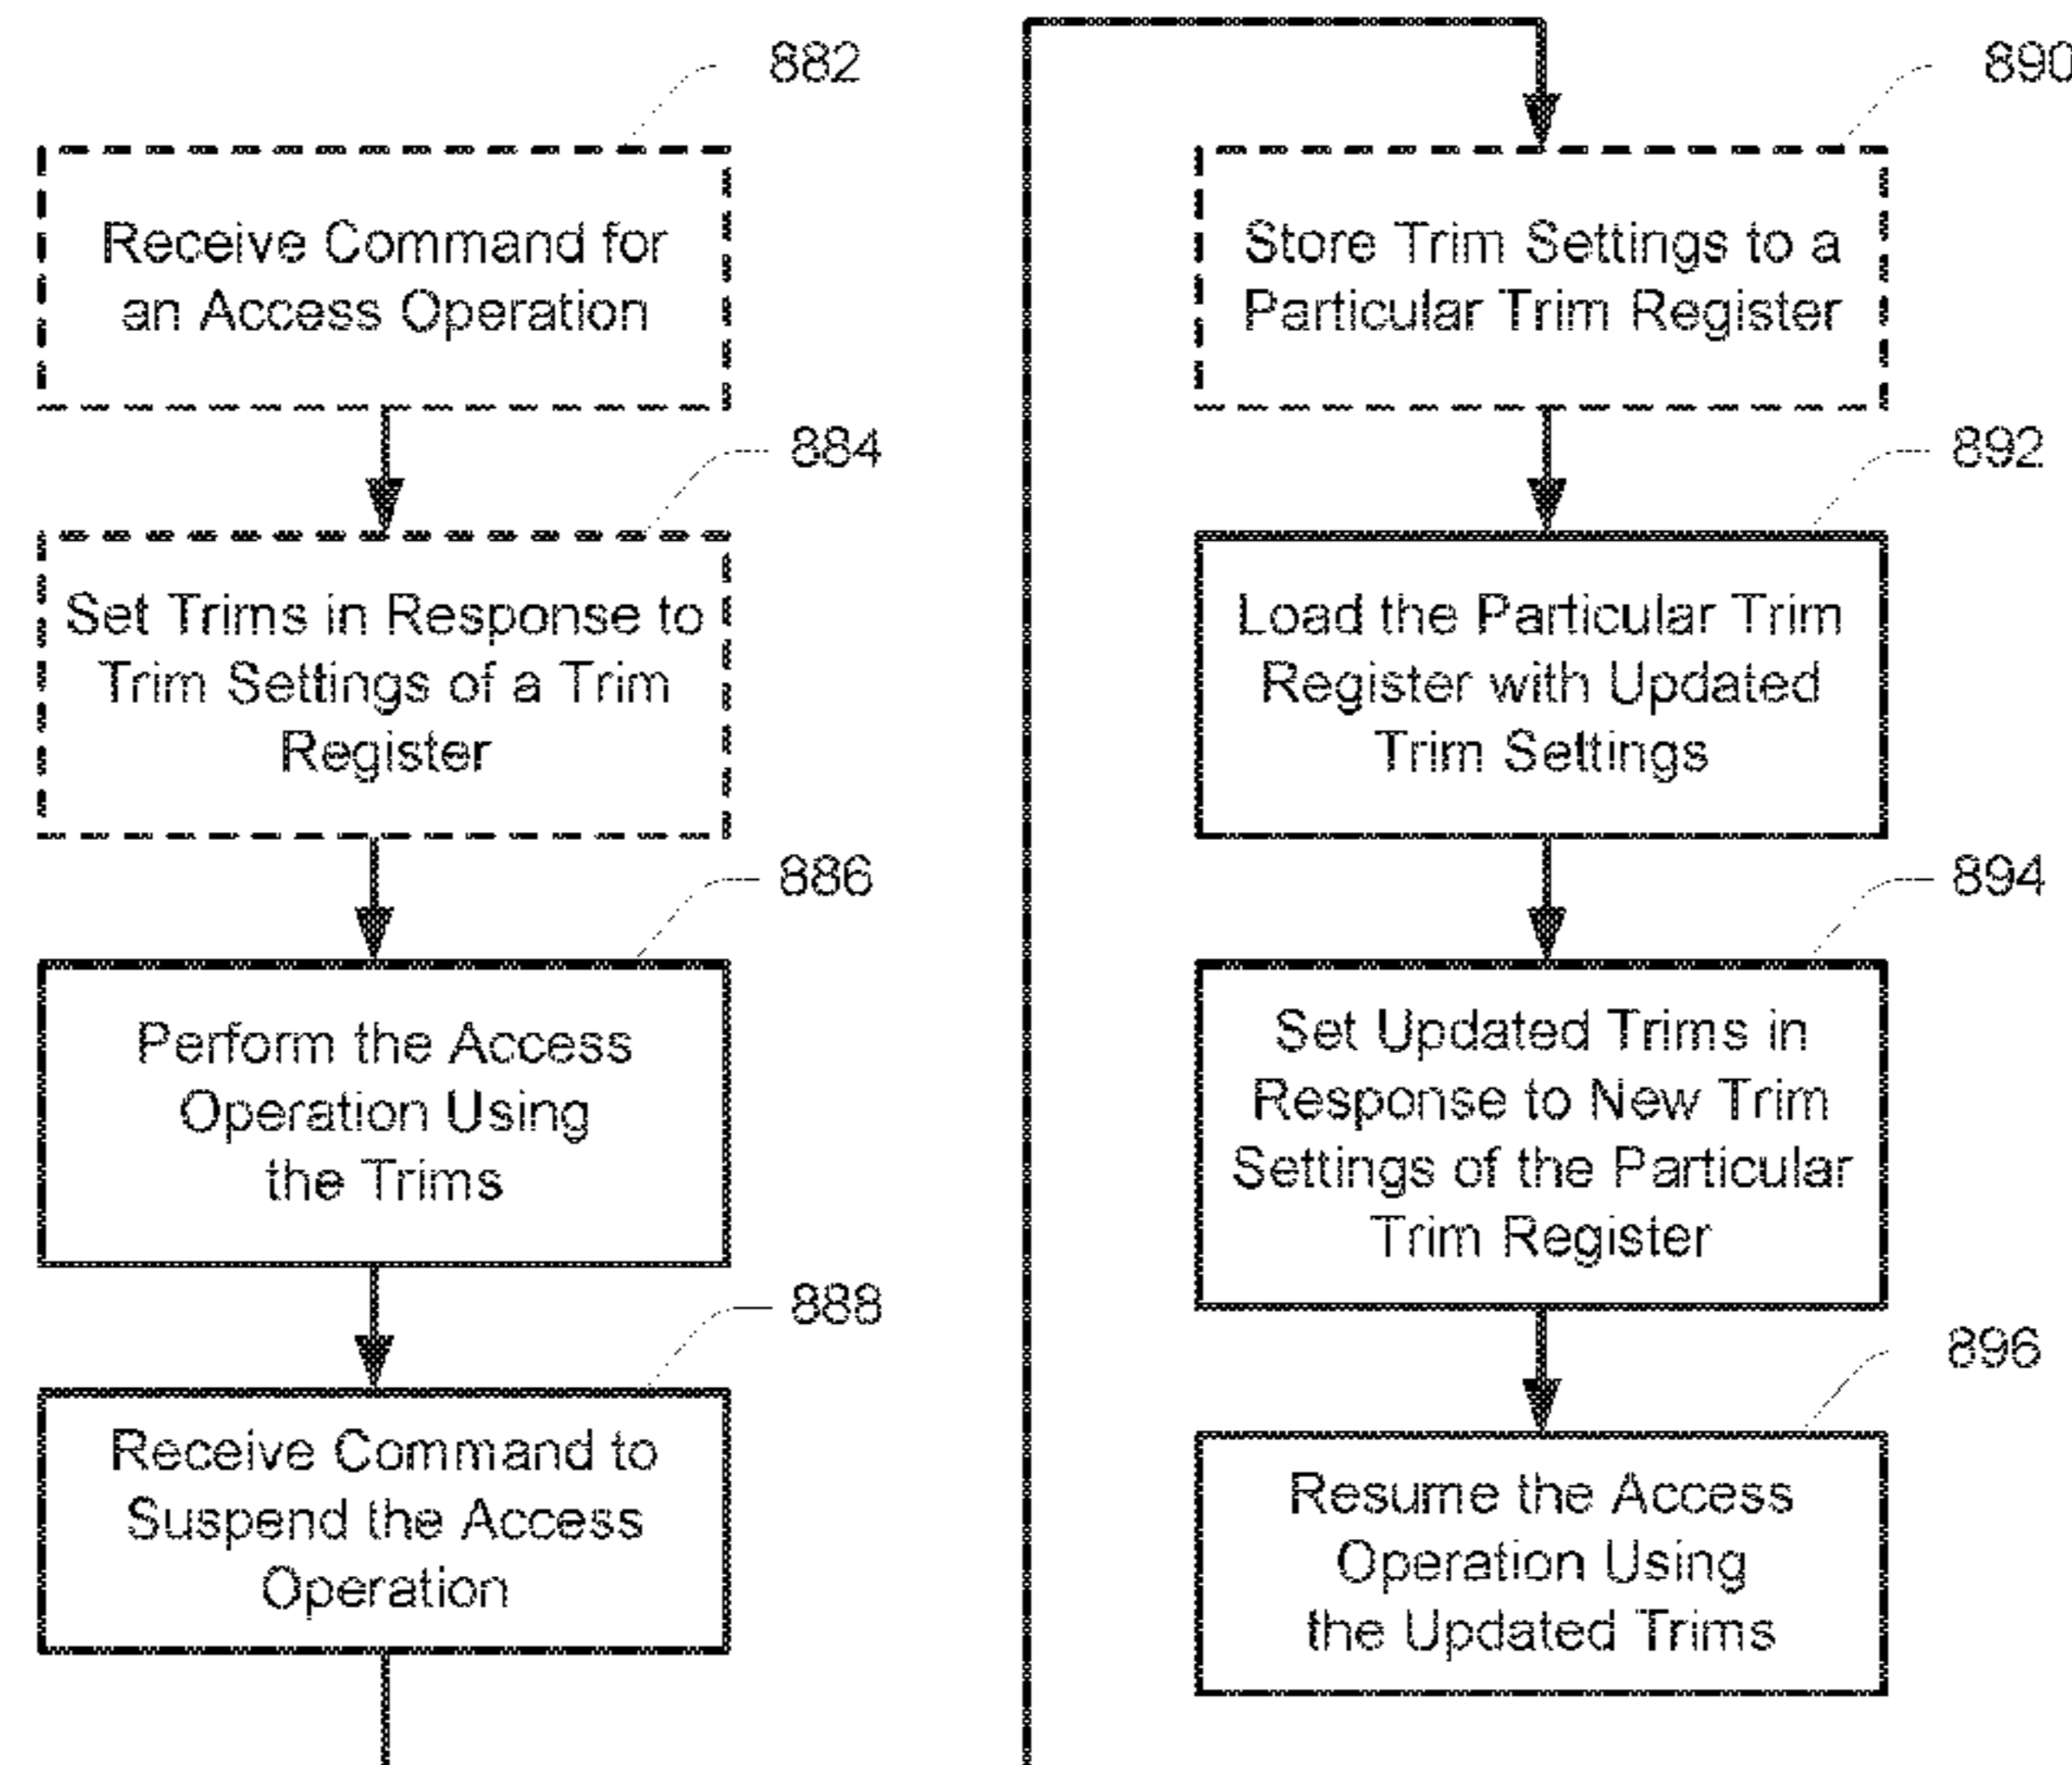 882
Receive Command for
an Access Operation
884
Set Trims in Response to
Trim Settings of a Trim
Register
886
Perform the Access
Operation Using
the Trims
888
Receive Command to
Suspend the Access
Operation
890
Store Trim Settings to a
Particular Trim Register
892
Load the Particular Trim
Register with Updated
Trim Settings
894
Set Updated Trims in
Response to New Trim
Settings of the Particular
Trim Register
896
Resume the Access
Operation Using
the Updated Trims